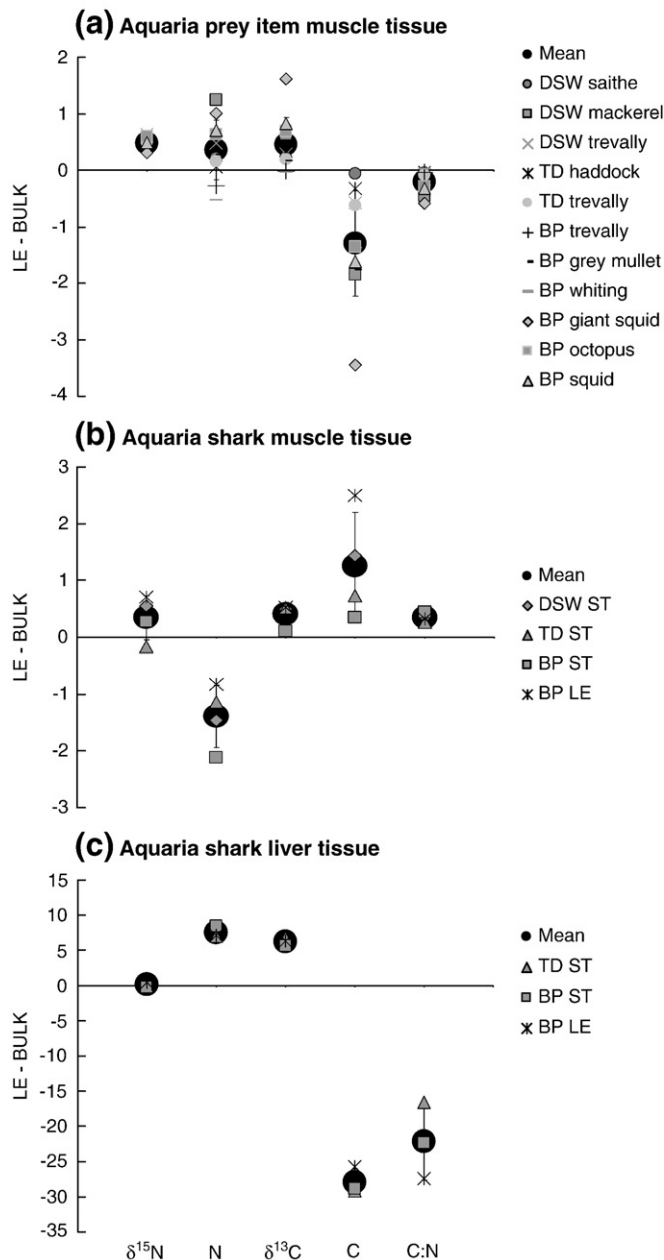 (a) Aquaria prey item muscle tissue
2
1
0
-1
-2
-3
-4
LE - BULK
Mean
DSW saithe
DSW mackerel
DSW trevally
TD haddock
TD trevally
BP trevally
BP grey mullet
BP whiting
BP giant squid
BP octopus
BP squid
(b) Aquaria shark muscle tissue
3
2
1
0
-1
-2
-3
LE - BULK
Mean
DSW ST
TD ST
BP ST
BP LE
(c) Aquaria shark liver tissue
15
10
5
0
-5
-10
-15
-20
-25
-30
-35
LE - BULK
Mean
TD ST
BP ST
BP LE
δ¹⁵N N δ¹³C C C:N